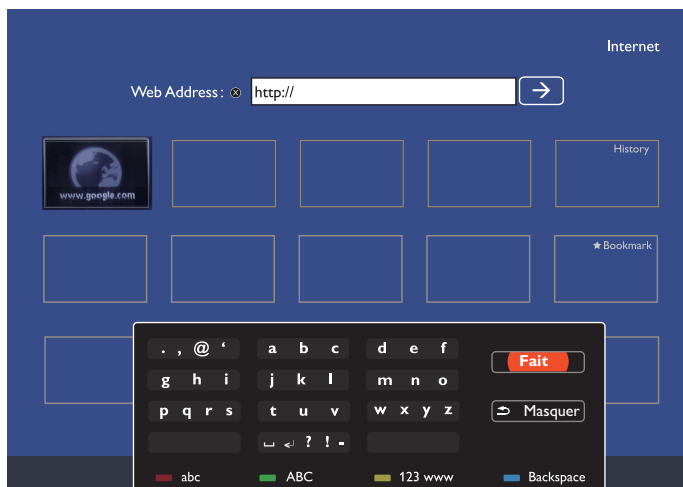 Internet
Web Address : http://
www.google.com
History
★ Bookmark
. , @ ‘ a b c d e f
Fait
g h i j k l m n o
p q r s t u v w x y z
Masquer
␣ ↵ ? ! -
abc ABC 123 www Backspace